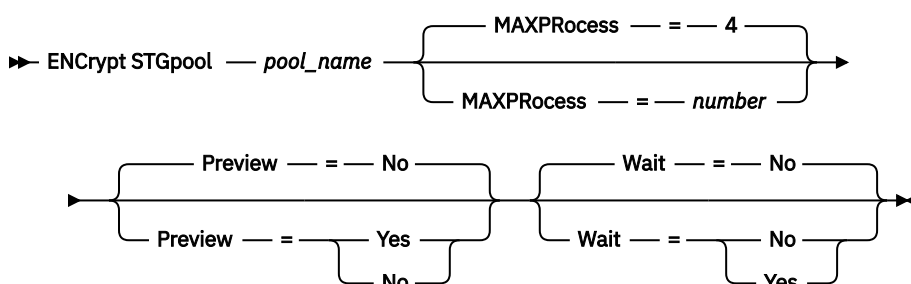 MAXPRocess = 4
ENCrypt STGpool pool_name
MAXPRocess = number
Preview = No
Wait = No
Preview = Yes
No
Wait = No
Yes